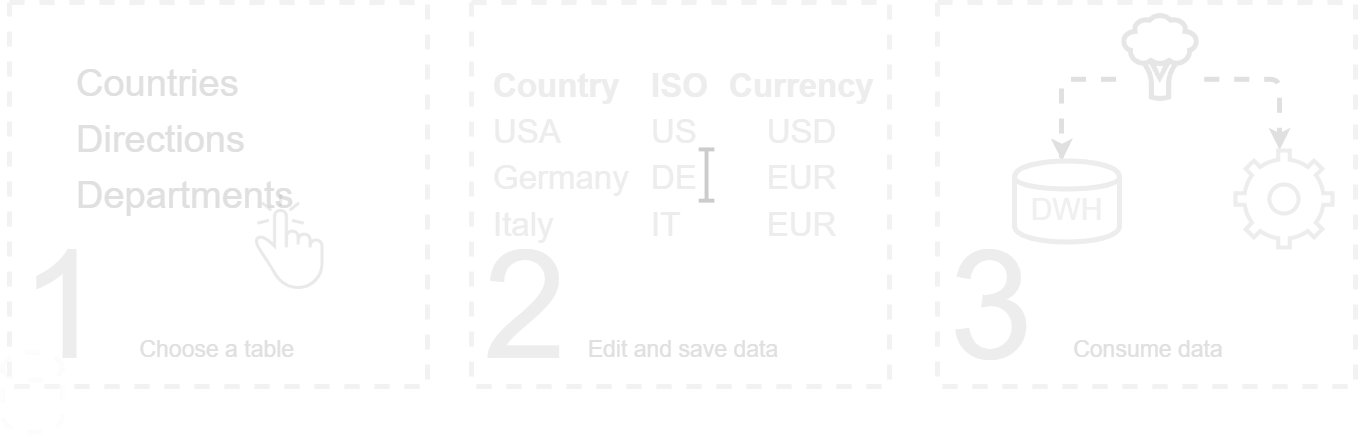 Countries
Directions
Departments
1
Choose a table
Country ISO Currency
USA US USD
Germany DE EUR
Italy IT EUR
2
Edit and save data
DWH
3
Consume data